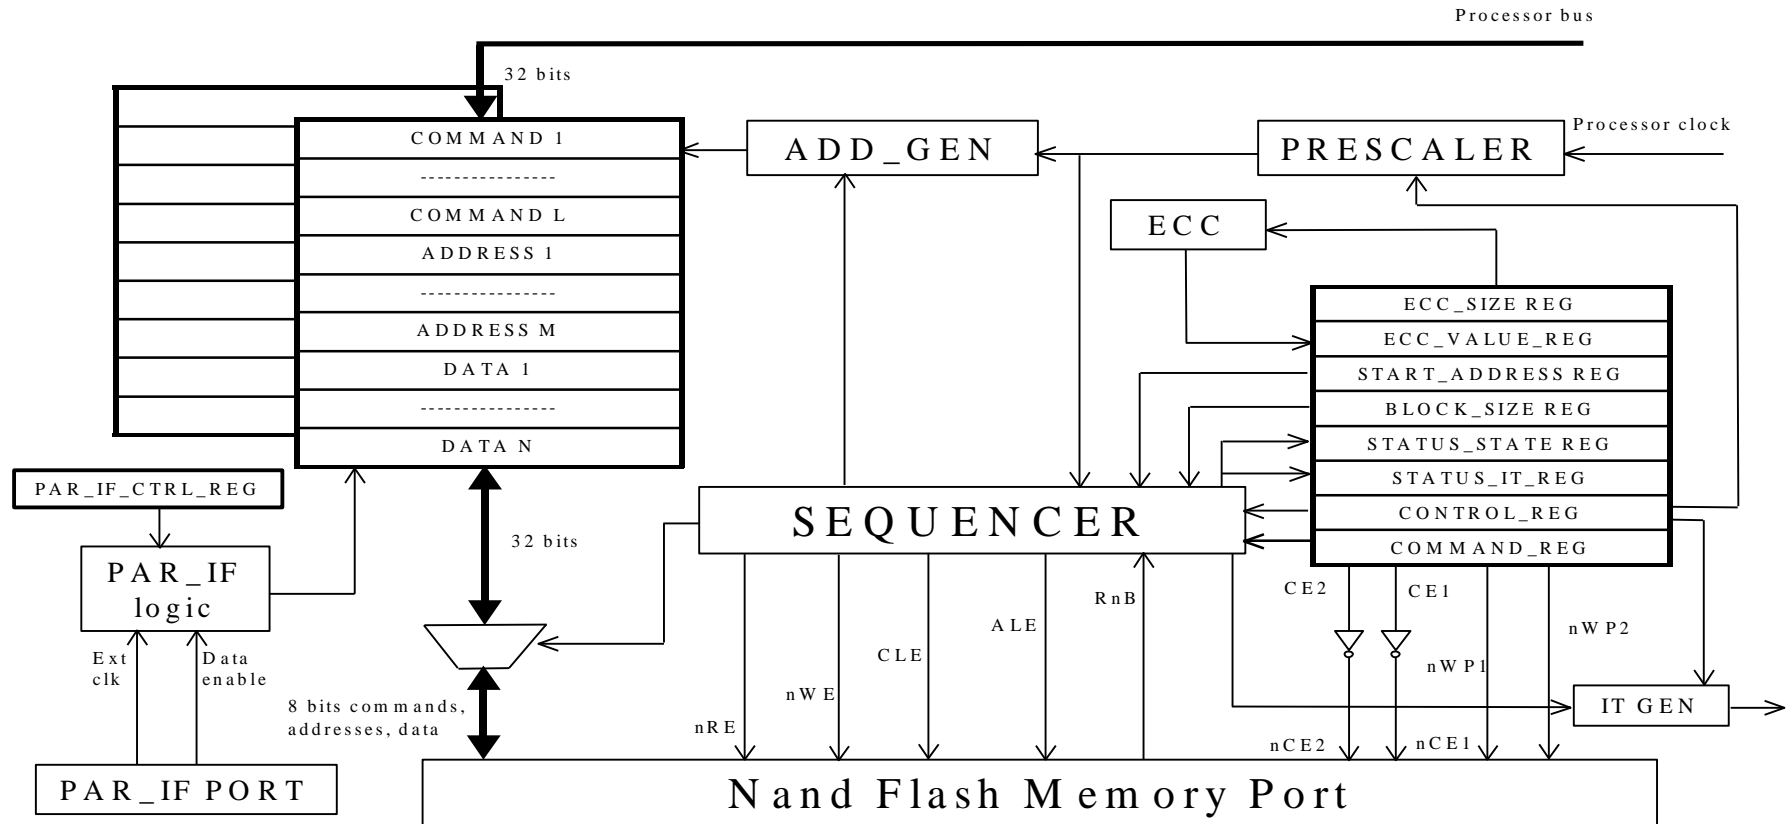 Processor bus
32 bits
COMMAND 1
---------------
COMMAND L
ADDRESS 1
---------------
ADDRESS M
DATA 1
---------------
DATA N
ADD_GEN
PRESCALER
Processor clock
ECC
ECC_SIZE REG
ECC_VALUE_REG
START_ADDRESS REG
BLOCK_SIZE REG
STATUS_STATE REG
STATUS_IT_REG
CONTROL_REG
COMMAND_REG
PAR_IF_CTRL_REG
PAR_IF
logic
Ext
clk
Data
enable
PAR_IF PORT
32 bits
8 bits commands,
addresses, data
SEQUENCER
nRE
nWE
CLE
ALE
RnB
CE2
CE1
nWP1
nWP2
nCE2
nCE1
IT GEN
Nand Flash Memory Port